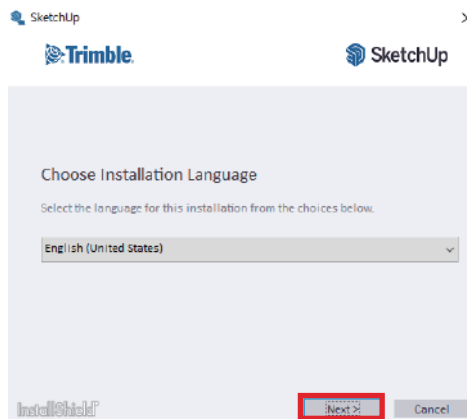 SketchUp
Trimble.
SketchUp
Choose Installation Language
Select the language for this installation from the choices below.
English (United States)
InstallShield
Next >
Cancel